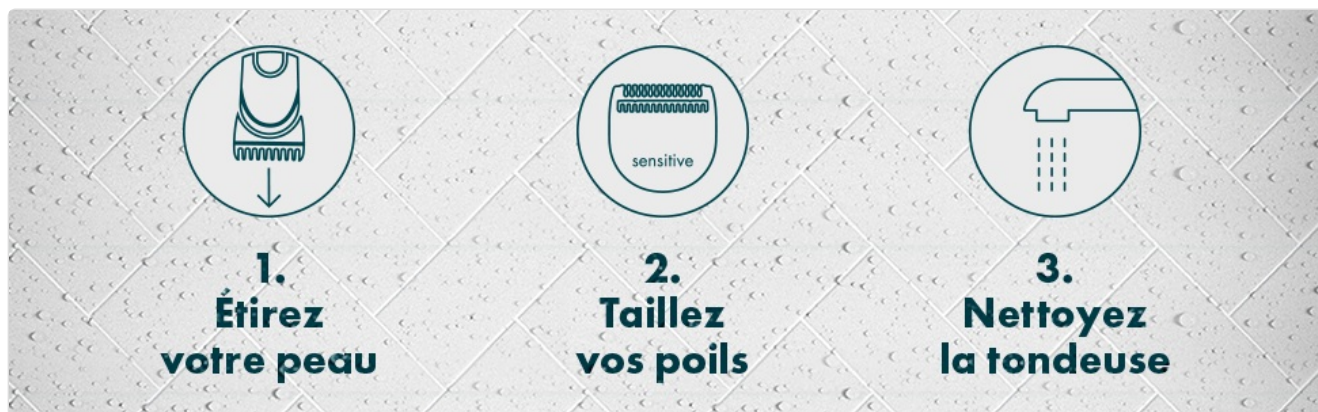 sensitive
1.
Étirez
votre peau
2.
Taillez
vos poils
3.
Nettoyez
la tondeuse